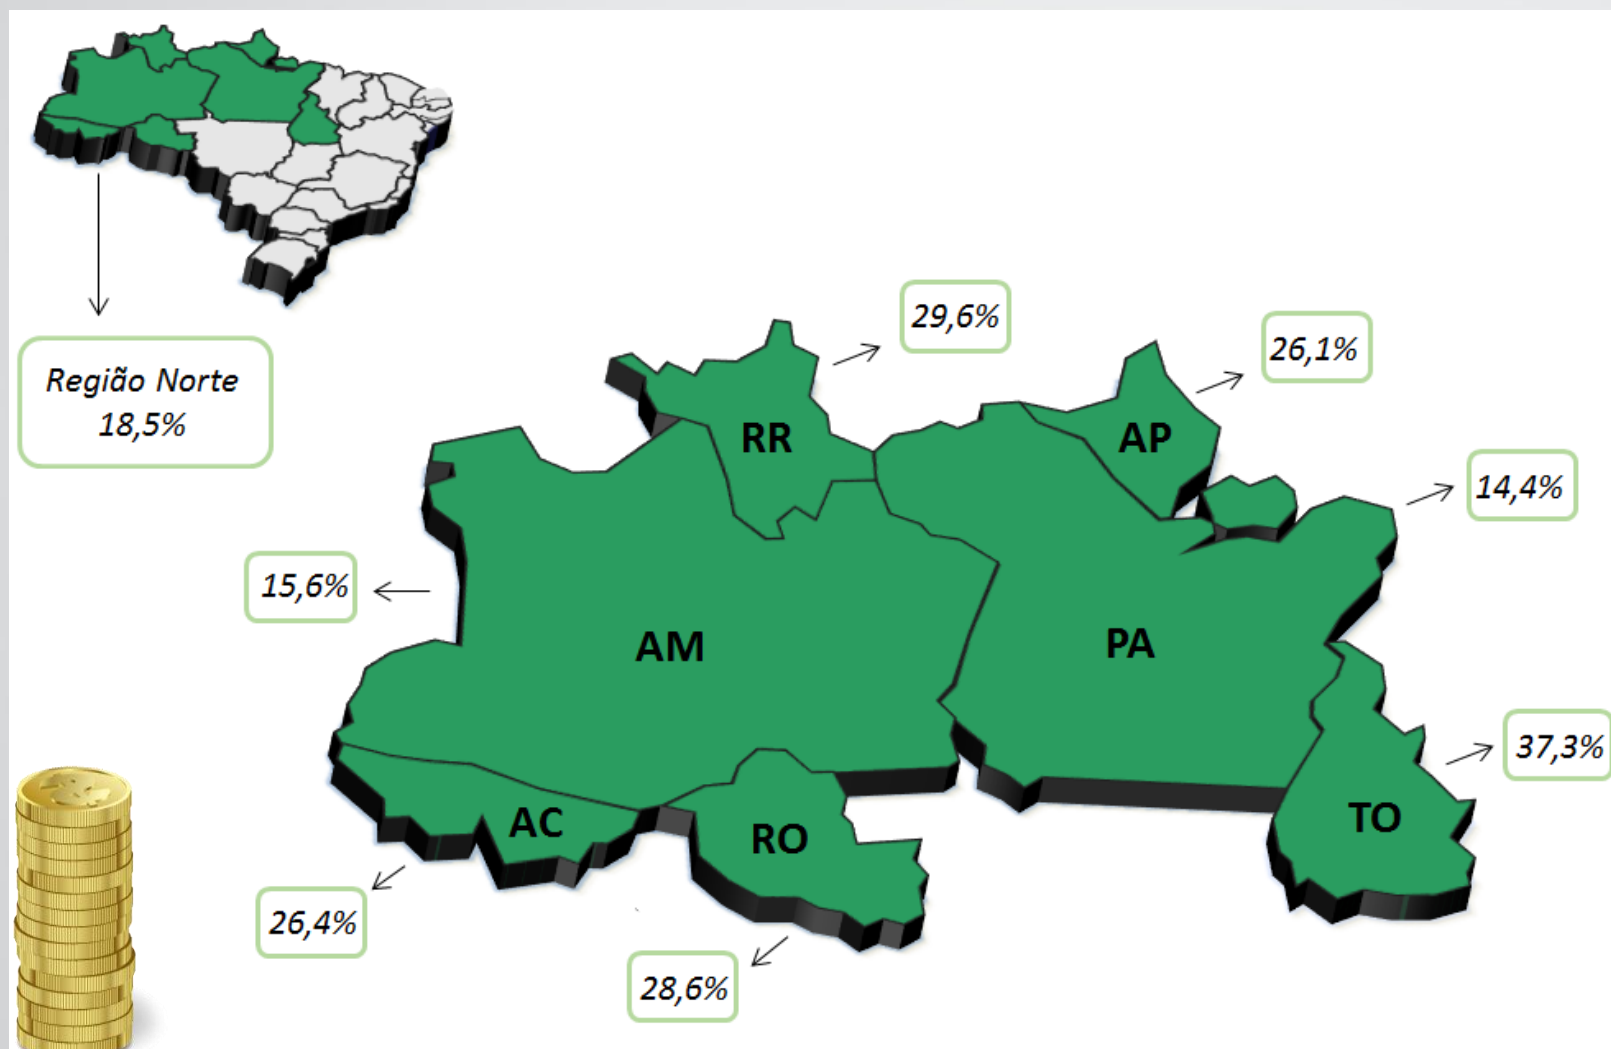 Região Norte
18,5%
29,6%
26,1%
RR
AP
14,4%
15,6%
AM
PA
37,3%
AC
RO
TO
26,4%
28,6%